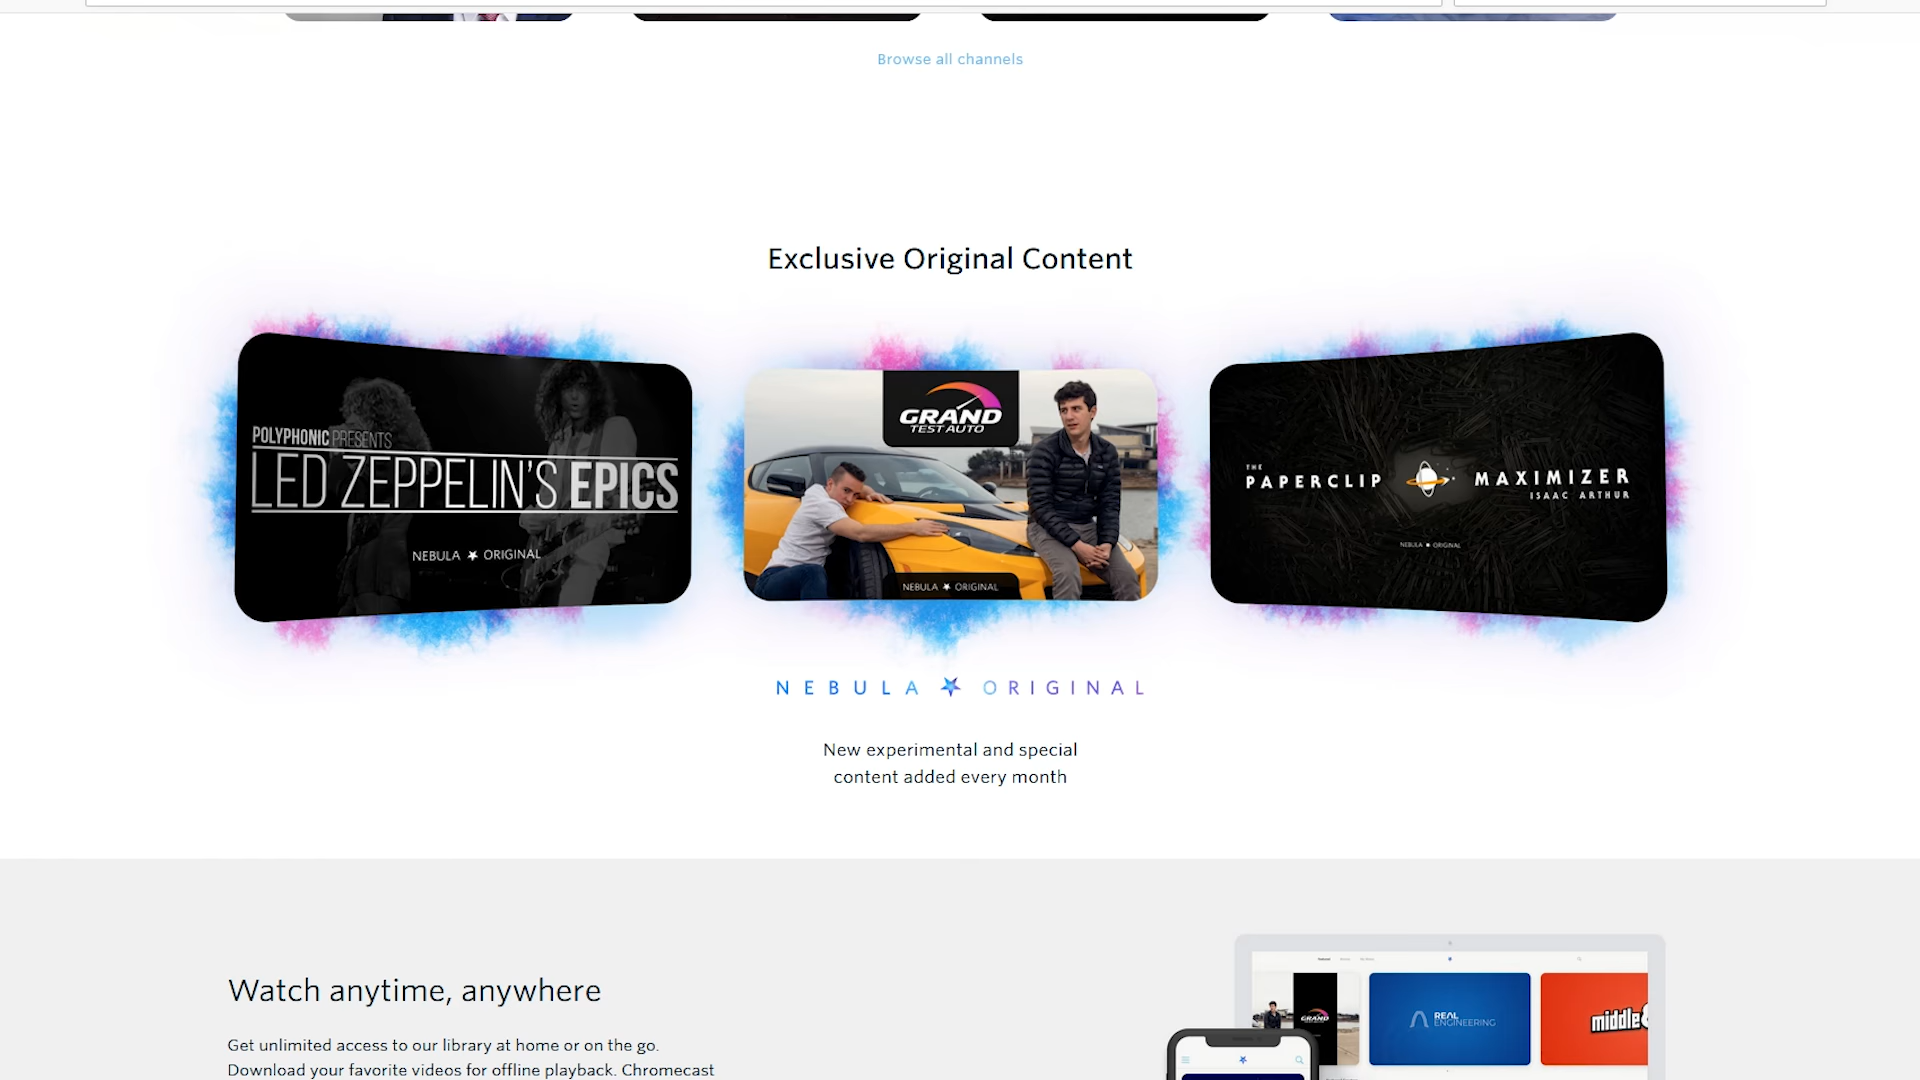 Browse all channels
Exclusive Original Content
POLYPHONIC PRESENTS
LED ZEPPELIN'S EPICS
NEBULA ORIGINAL
GRAND
TEST AUTO
NEBULA ORIGINAL
THE
PAPERCLIP MAXIMIZER
ISAAC ARTHUR
NEBULA ORIGINAL
NEBULA ORIGINAL
New experimental and special
content added every month
Watch anytime, anywhere
Get unlimited access to our library at home or on the go.
Download your favorite videos for offline playback. Chromecast
GRAND
REAL
ENGINEERING
middle